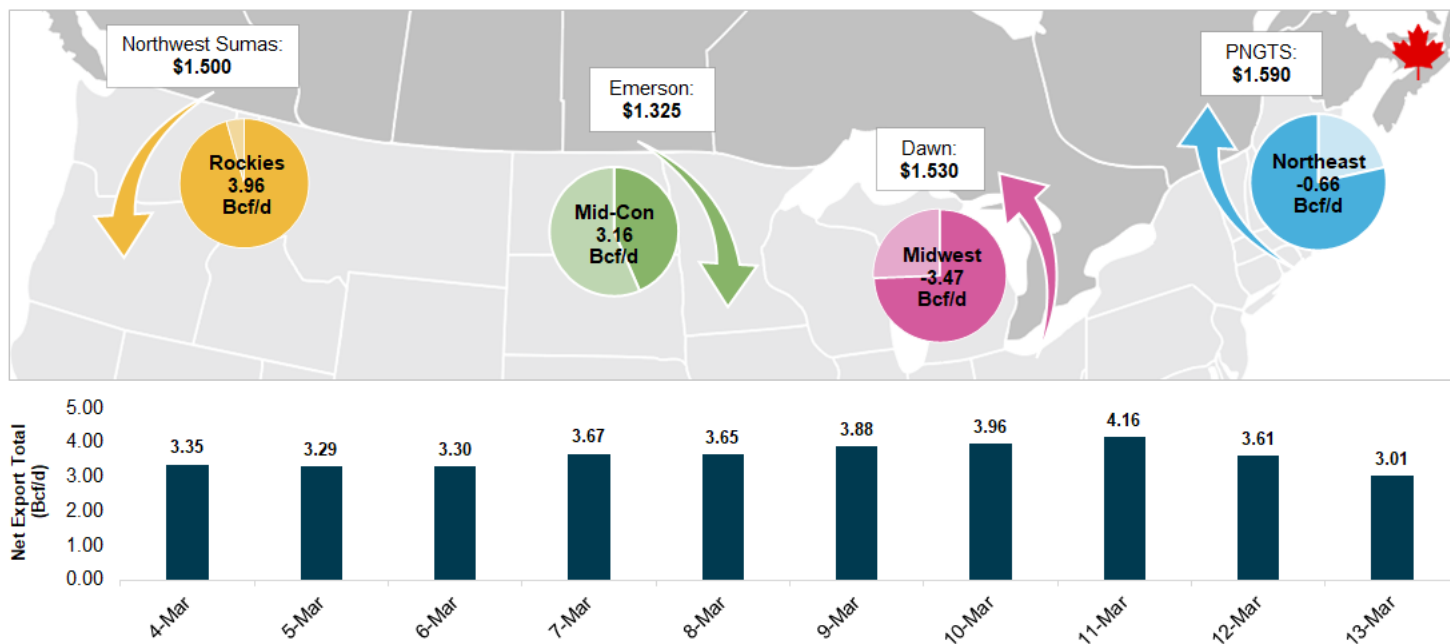 Northwest Sumas:
$1.500
Emerson:
$1.325
Dawn:
$1.530
PNGTS:
$1.590
Rockies
3.96
Bcf/d
Mid-Con
3.16
Bcf/d
Midwest
-3.47
Bcf/d
Northeast
-0.66
Bcf/d
Net Export Total
(Bcf/d)
5.00
4.00
3.00
2.00
1.00
0.00
3.35
3.29
3.30
3.67
3.65
3.88
3.96
4.16
3.61
3.01
4-Mar
5-Mar
6-Mar
7-Mar
8-Mar
9-Mar
10-Mar
11-Mar
12-Mar
13-Mar